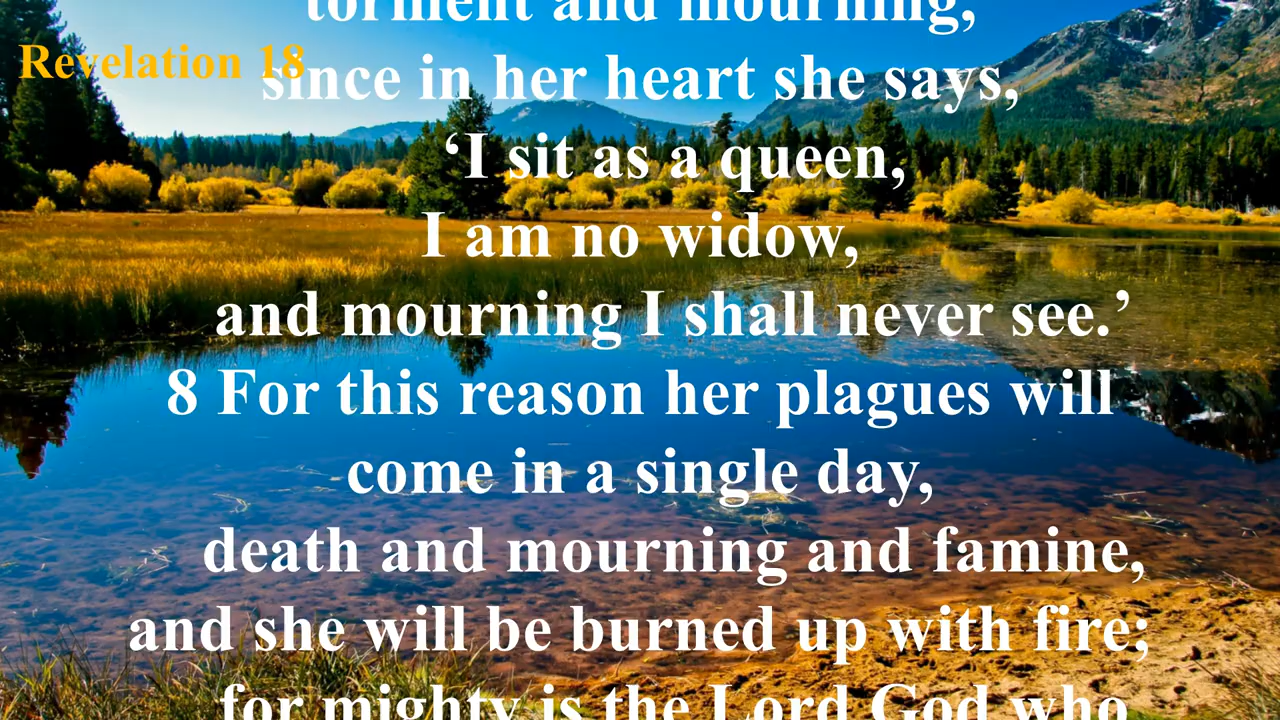 torment and mourning,
Revelation 18
since in her heart she says,
‘I sit as a queen,
I am no widow,
and mourning I shall never see.’
8 For this reason her plagues will
come in a single day,
death and mourning and famine,
and she will be burned up with fire;
for mighty is the Lord God who